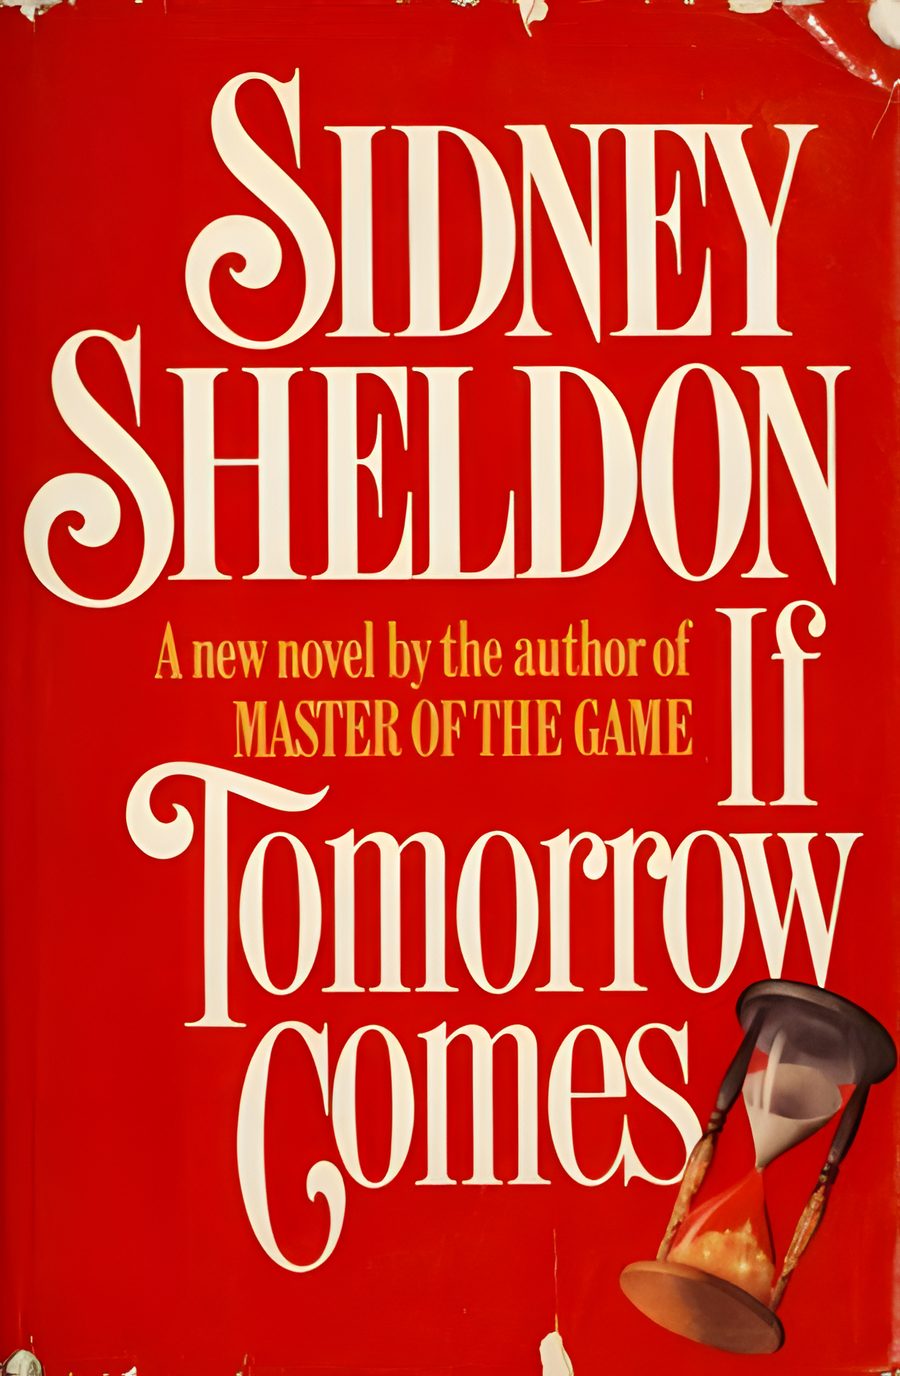 SIDNEY
SHELDON
A new novel by the author of
MASTER OF THE GAME
If
Tomorrow
Comes